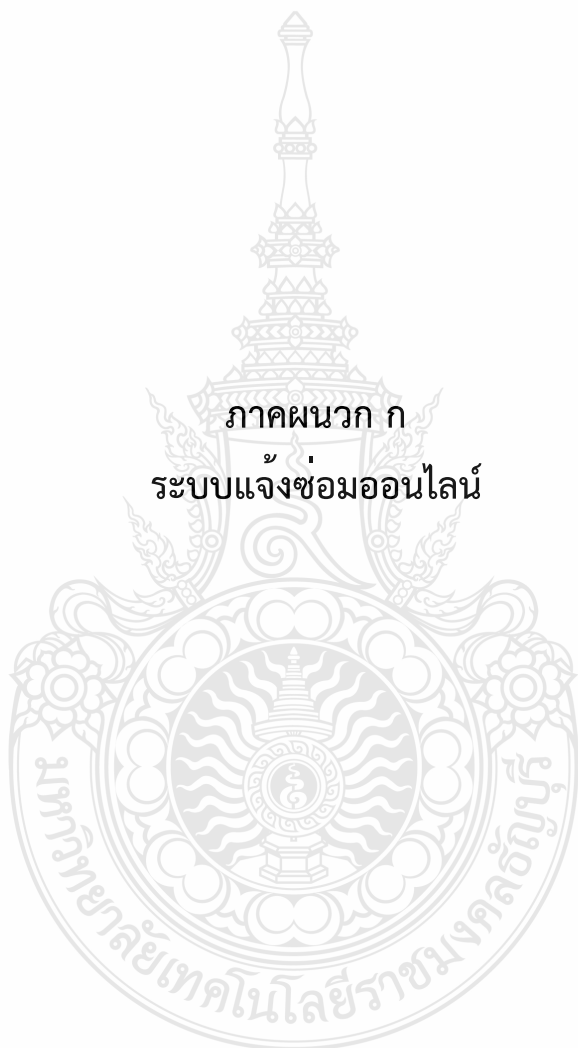 ภาคผนวก ก
ระบบแจ้งซ่อมออนไลน์
มหาวิทยาลัยเทคโนโลยีราชมงคลธัญบุรี